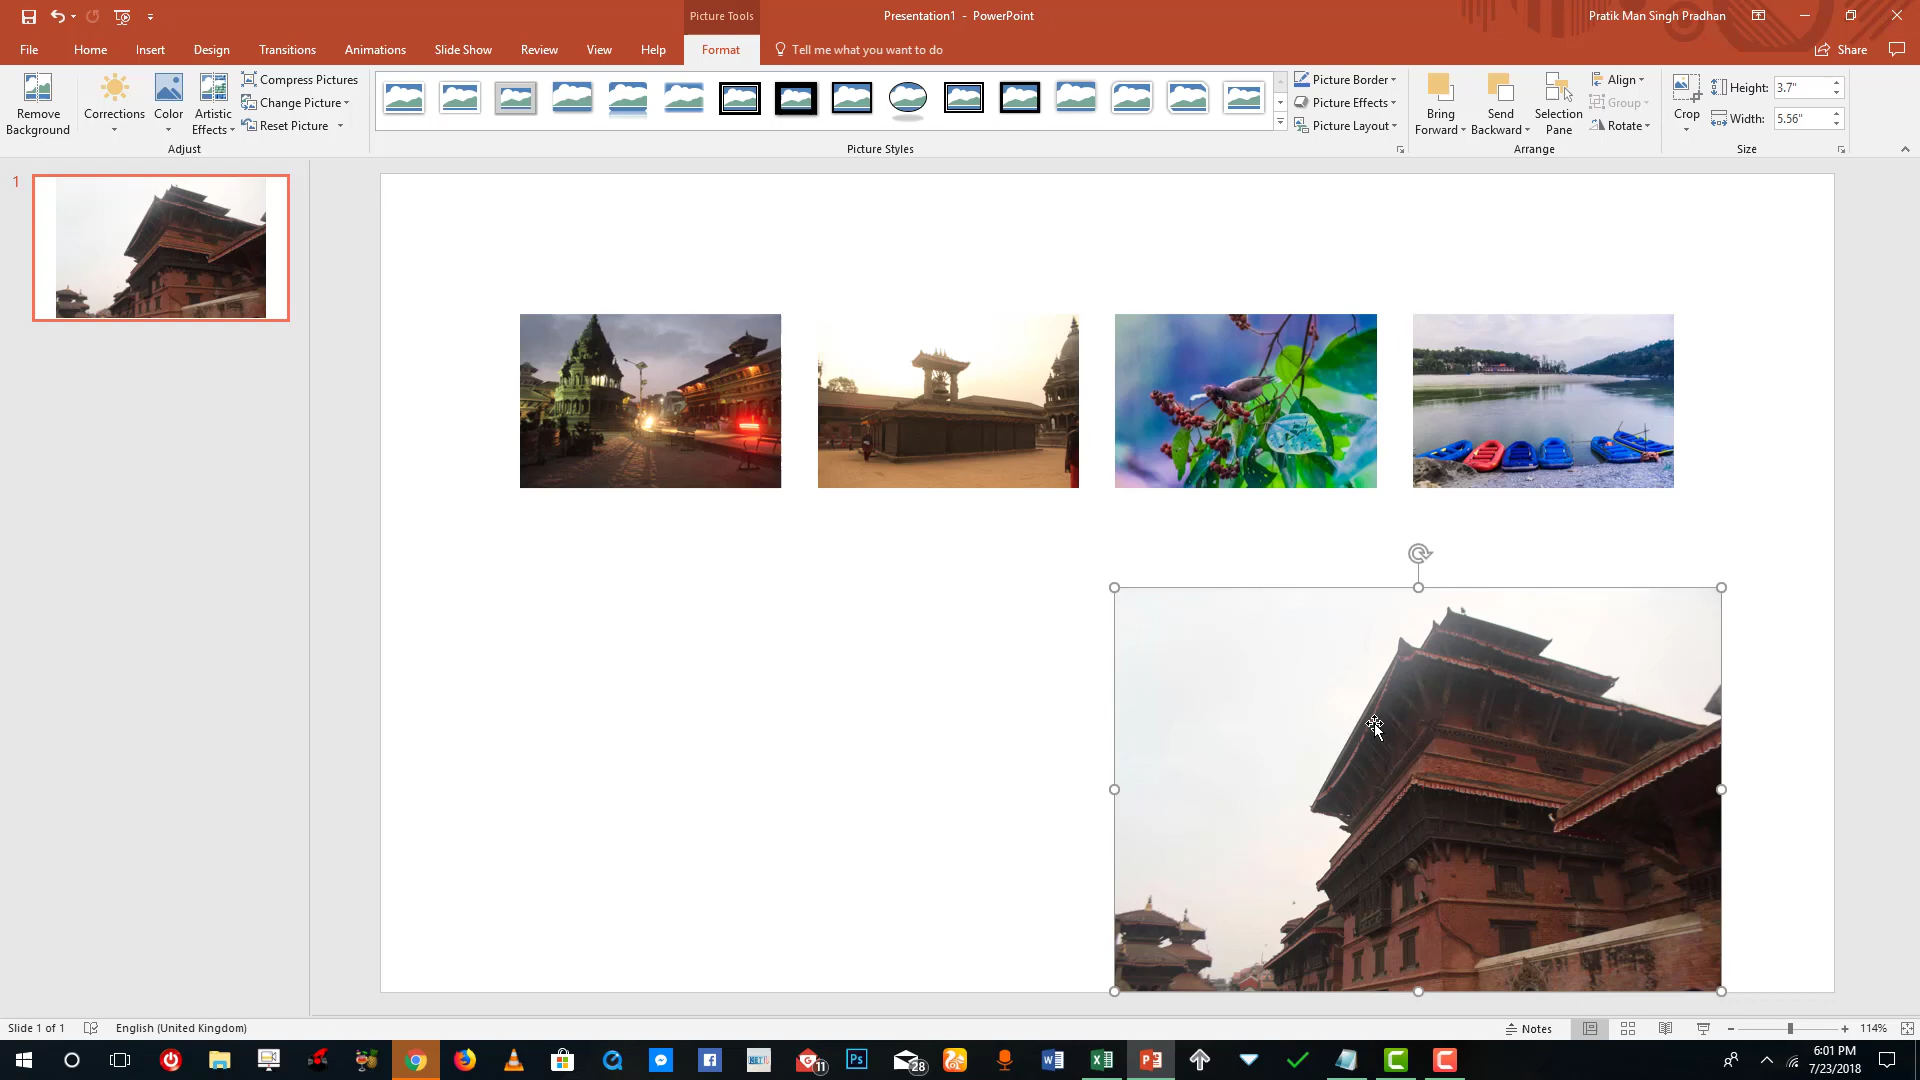 Picture Tools
Presentation1 - PowerPoint
Pratik Man Singh Pradhan
File Home Insert Design Transitions Animations Slide Show Review View Help Format Tell me what you want to do Share
Remove Background
Corrections
Color
Artistic Effects
Compress Pictures
Change Picture
Reset Picture
Adjust
Picture Styles
Picture Border
Picture Effects
Picture Layout
Bring Forward
Send Backward
Selection Pane
Align
Group
Rotate
Arrange
Crop
Height: 3.7"
Width: 5.56"
Size
1
Slide 1 of 1 English (United Kingdom) Notes 114%
11
Ps
28
6:01 PM
7/23/2018